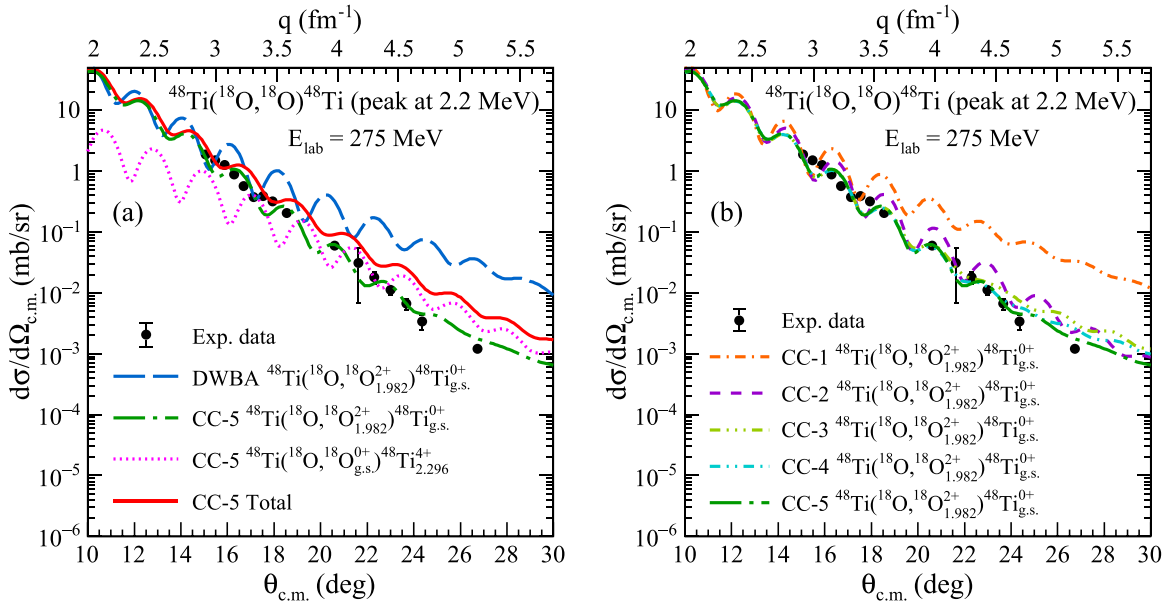 q (fm⁻¹)
2 2.5 3 3.5 4 4.5 5 5.5
⁴⁸Ti(¹⁸O,¹⁸O)⁴⁸Ti (peak at 2.2 MeV)
E_lab = 275 MeV
(a)
dσ/dΩ_c.m. (mb/sr)
10
1
10⁻¹
10⁻²
10⁻³
10⁻⁴
10⁻⁵
10⁻⁶
Exp. data
DWBA ⁴⁸Ti(¹⁸O,¹⁸O²⁺₁.₉₈₂)⁴⁸Ti⁰⁺g.s.
CC-5 ⁴⁸Ti(¹⁸O,¹⁸O²⁺₁.₉₈₂)⁴⁸Ti⁰⁺g.s.
CC-5 ⁴⁸Ti(¹⁸O,¹⁸O⁰⁺g.s.)⁴⁸Ti⁴⁺₂.₂₉₆
CC-5 Total
10 12 14 16 18 20 22 24 26 28 30
θ_c.m. (deg)
q (fm⁻¹)
2 2.5 3 3.5 4 4.5 5 5.5
⁴⁸Ti(¹⁸O,¹⁸O)⁴⁸Ti (peak at 2.2 MeV)
E_lab = 275 MeV
(b)
dσ/dΩ_c.m. (mb/sr)
10
1
10⁻¹
10⁻²
10⁻³
10⁻⁴
10⁻⁵
10⁻⁶
Exp. data
CC-1 ⁴⁸Ti(¹⁸O,¹⁸O²⁺₁.₉₈₂)⁴⁸Ti⁰⁺g.s.
CC-2 ⁴⁸Ti(¹⁸O,¹⁸O²⁺₁.₉₈₂)⁴⁸Ti⁰⁺g.s.
CC-3 ⁴⁸Ti(¹⁸O,¹⁸O²⁺₁.₉₈₂)⁴⁸Ti⁰⁺g.s.
CC-4 ⁴⁸Ti(¹⁸O,¹⁸O²⁺₁.₉₈₂)⁴⁸Ti⁰⁺g.s.
CC-5 ⁴⁸Ti(¹⁸O,¹⁸O²⁺₁.₉₈₂)⁴⁸Ti⁰⁺g.s.
10 12 14 16 18 20 22 24 26 28 30
θ_c.m. (deg)